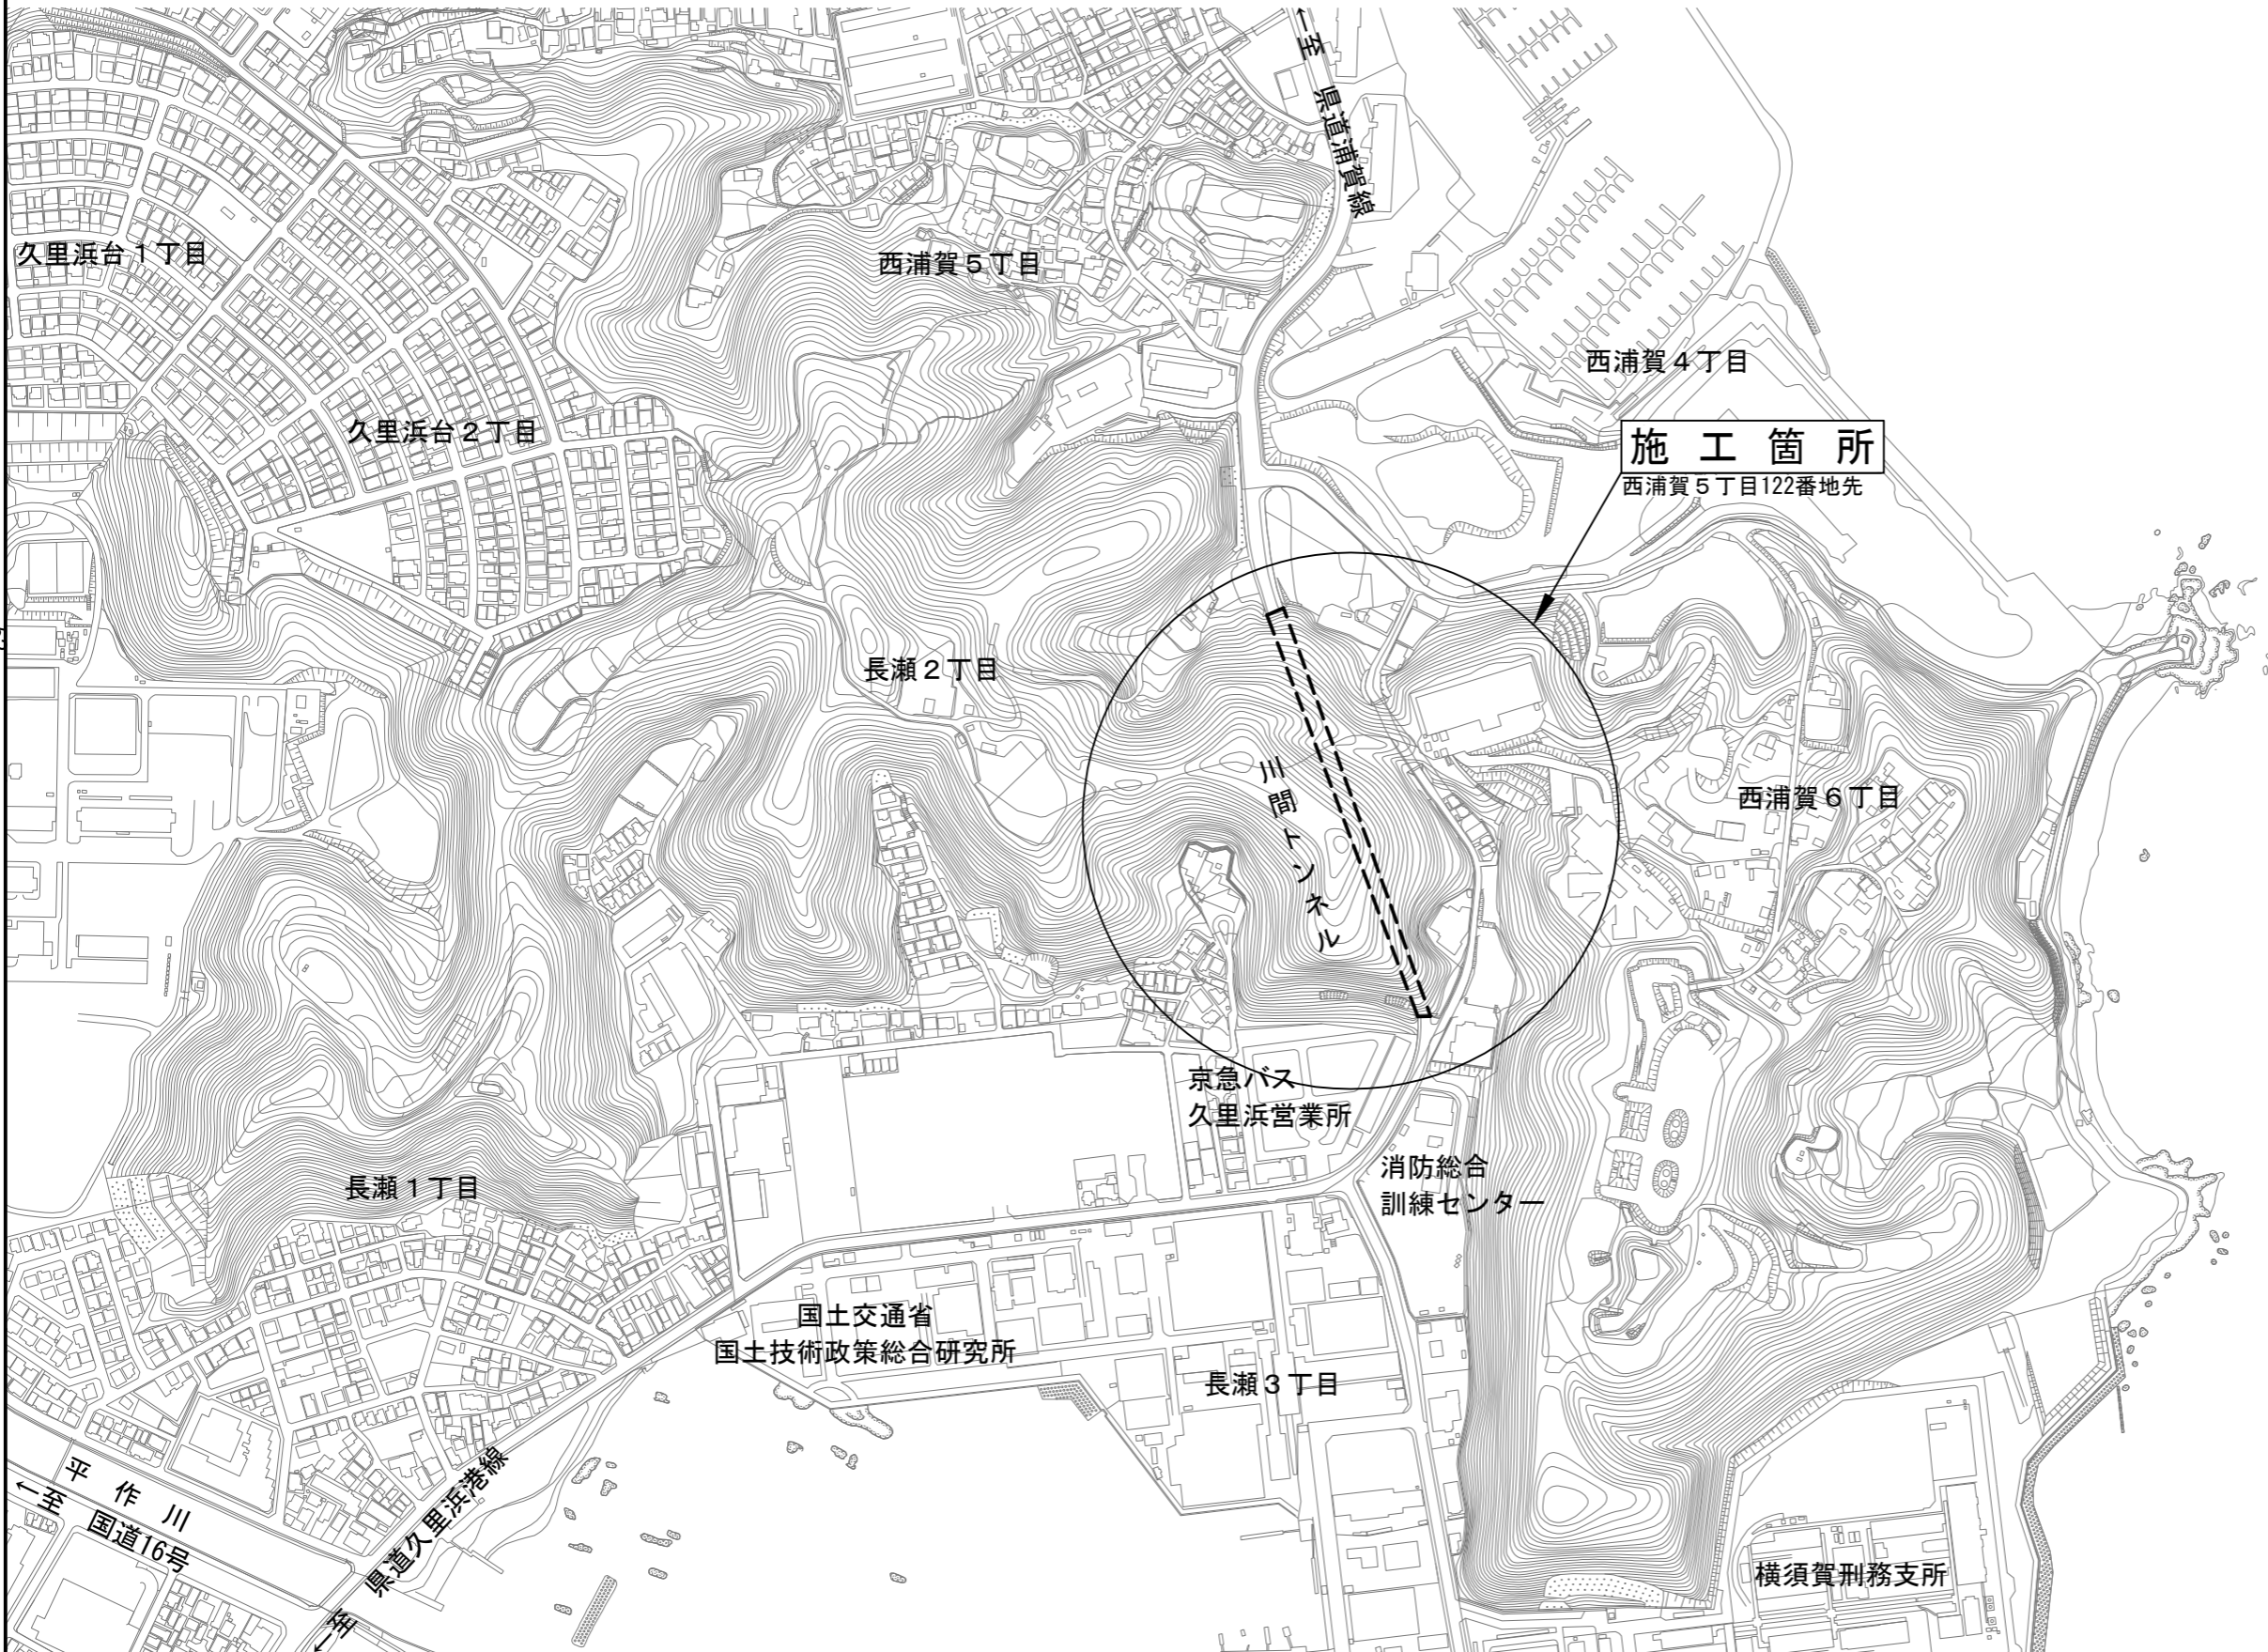 ←至 県道浦賀線
久里浜台1丁目
西浦賀5丁目
西浦賀4丁目
久里浜台2丁目
施工箇所
西浦賀5丁目122番地先
長瀬2丁目
川間トンネル
西浦賀6丁目
京急バス
久里浜営業所
消防総合
訓練センター
長瀬1丁目
国土交通省
国土技術政策総合研究所
長瀬3丁目
平作川
←至 国道16号
←至 県道久里浜港線
横須賀刑務支所